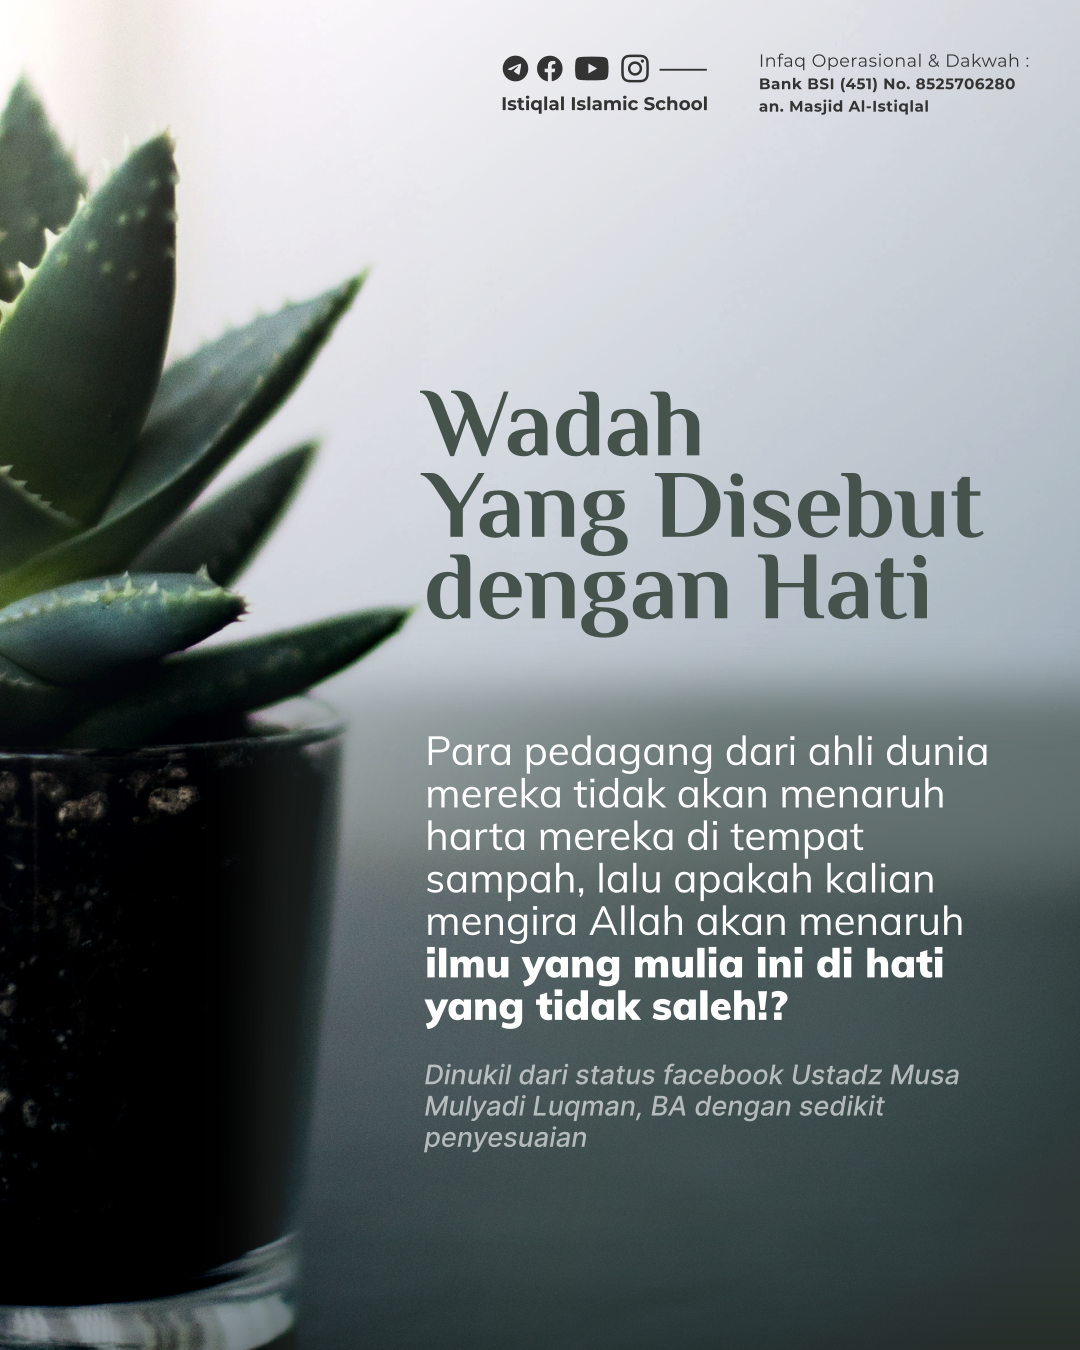 Istiqlal Islamic School
Infaq Operasional & Dakwah :
Bank BSI (451) No. 8525706280
an. Masjid Al-Istiqlal
Wadah
Yang Disebut
dengan Hati
Para pedagang dari ahli dunia
mereka tidak akan menaruh
harta mereka di tempat
sampah, lalu apakah kalian
mengira Allah akan menaruh
ilmu yang mulia ini di hati
yang tidak saleh!?
Dinukil dari status facebook Ustadz Musa
Mulyadi Luqman, BA dengan sedikit
penyesuaian